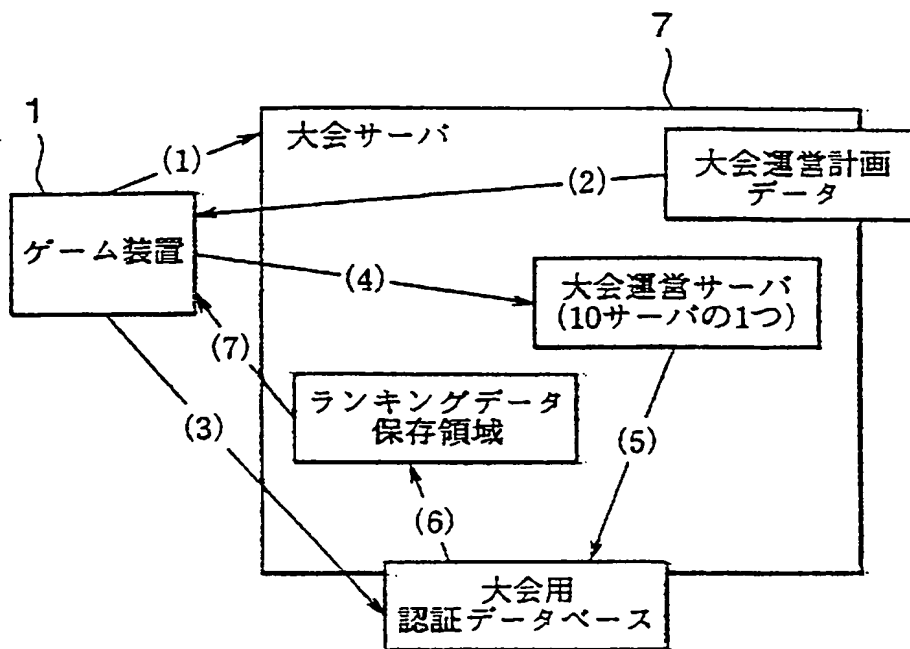 7
1
大会サーバ
(1)
大会運営計画
データ
(2)
ゲーム装置
(4)
大会運営サーバ
(10サーバの1つ)
(7)
ランキングデータ
保存領域
(3)
(5)
(6)
大会用
認証データベース